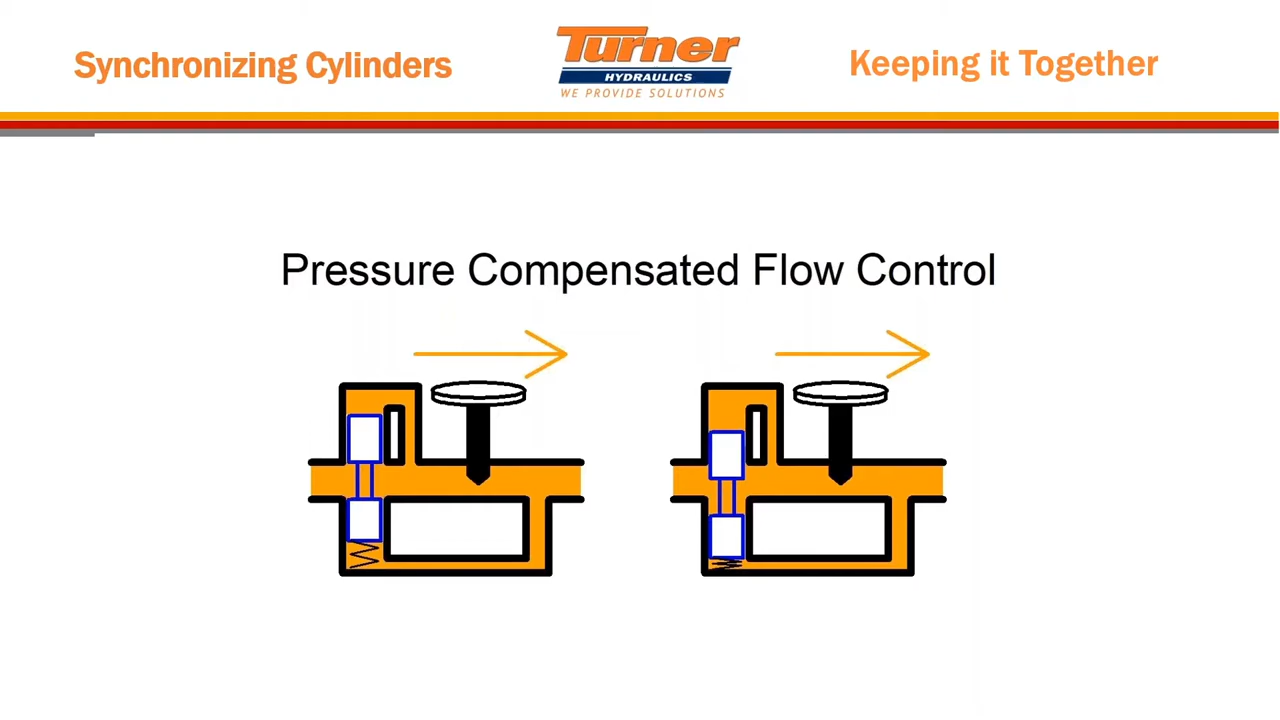 Synchronizing Cylinders
Turner
HYDRAULICS
WE PROVIDE SOLUTIONS
Keeping it Together
Pressure Compensated Flow Control